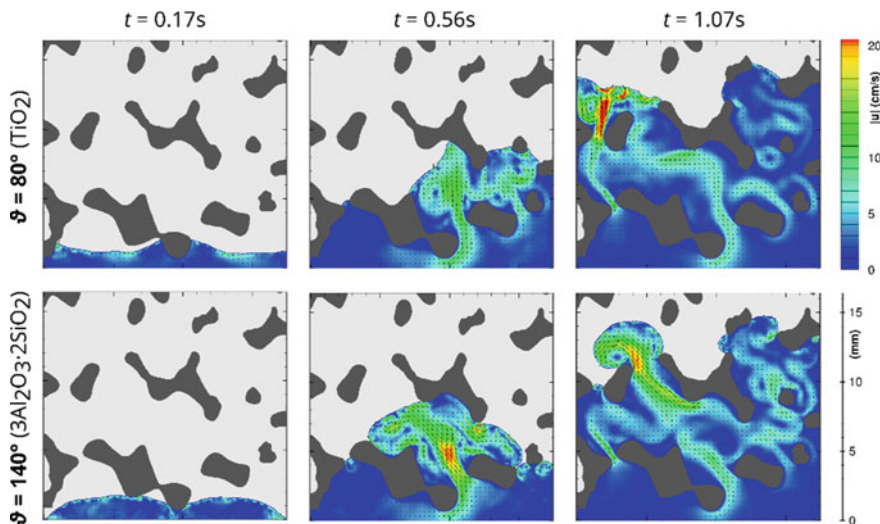 t = 0.17s
t = 0.56s
t = 1.07s
ϑ = 80° (TiO2)
20
15
10
5
0
|u| (cm/s)
ϑ = 140° (3Al2O3·2SiO2)
15
10
5
0
(mm)